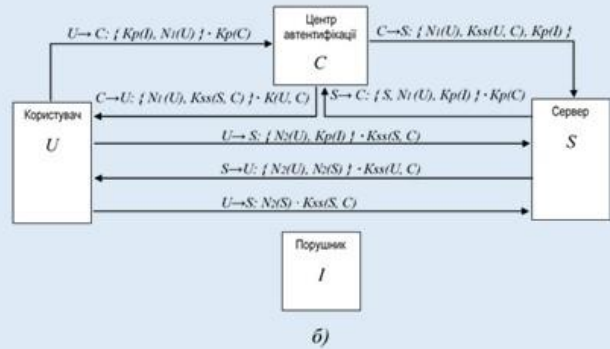 U→ C: { Kp(I), N1(U) } · Kp(C)
Центр
автентифікації
C
C→S: { N1(U), Kss(U, C), Kp(I) }
C→U: { N1(U), Kss(S, C) } · K(U, C)
S→ C: { S, N1(U), Kp(I) } · Kp(C)
Користувач
U
Сервер
S
U→S: { N2(U), Kp(I) } · Kss(S, C)
S→U: { N2(U), N2(S) } · Kss(U, C)
U→S: N2(S) · Kss(S, C)
Порушник
I
б)